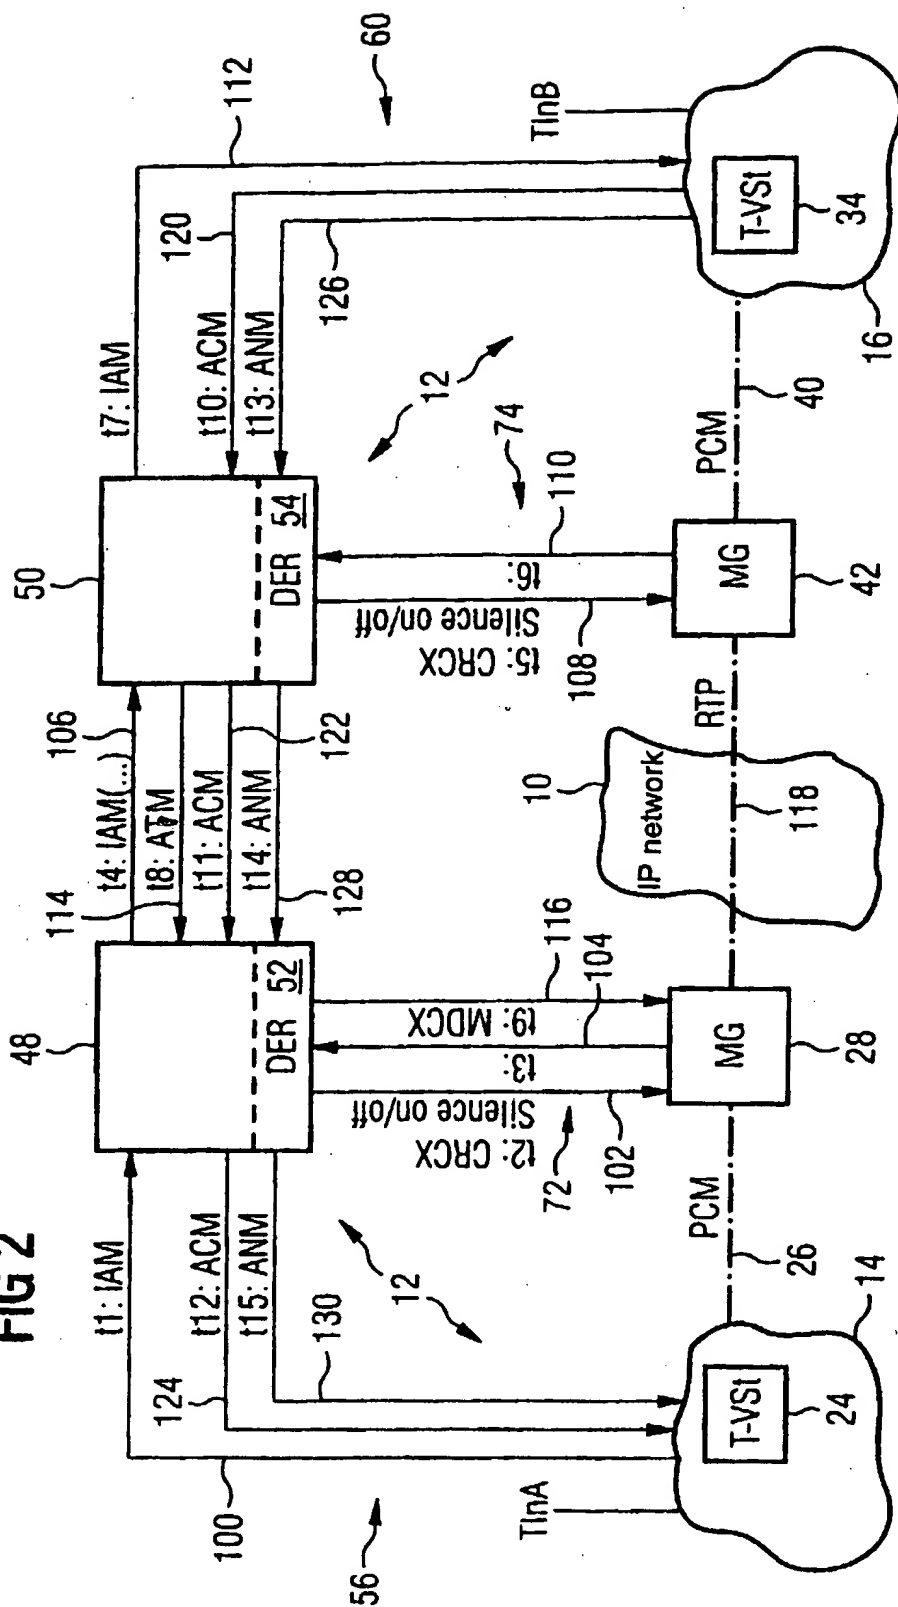 FIG 2
56
100
124
t1: IAM
t12: ACM
t15: ANM
130
12
48
DER 52
114
106
t4: IAM(...)
t8: ATM
t11: ACM
t14: ANM
122
128
50
DER 54
t7: IAM
t10: ACM
t13: ANM
120
112
126
60
12
72
t2: CRCX
Silence on/off
102
t3:
104
t9: MDCX
116
74
t5: CRCX
Silence on/off
108
t6:
110
TlnA
T-VSt
24
14
PCM
26
MG
28
10
IP network
118
RTP
MG
42
PCM
40
TlnB
T-VSt
34
16